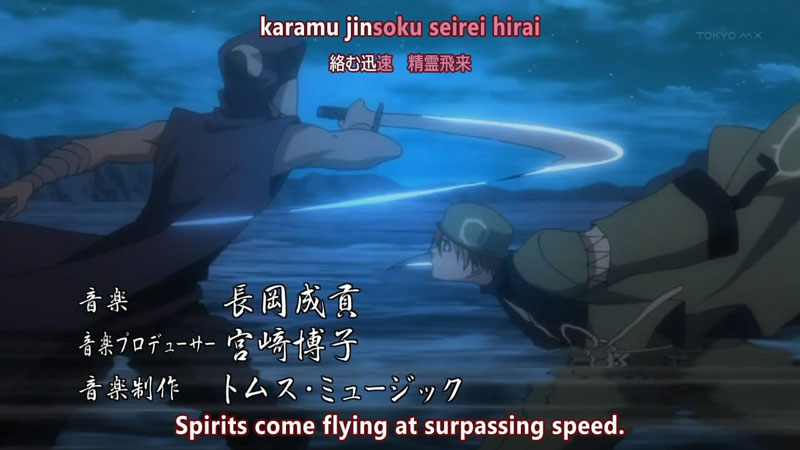 karamu jinsoku seirei hirai
絡む迅速　精霊飛来
TOKYO MX
音楽　長岡成貢
音楽プロデューサー　宮崎博子
音楽制作　トムス・ミュージック
Spirits come flying at surpassing speed.